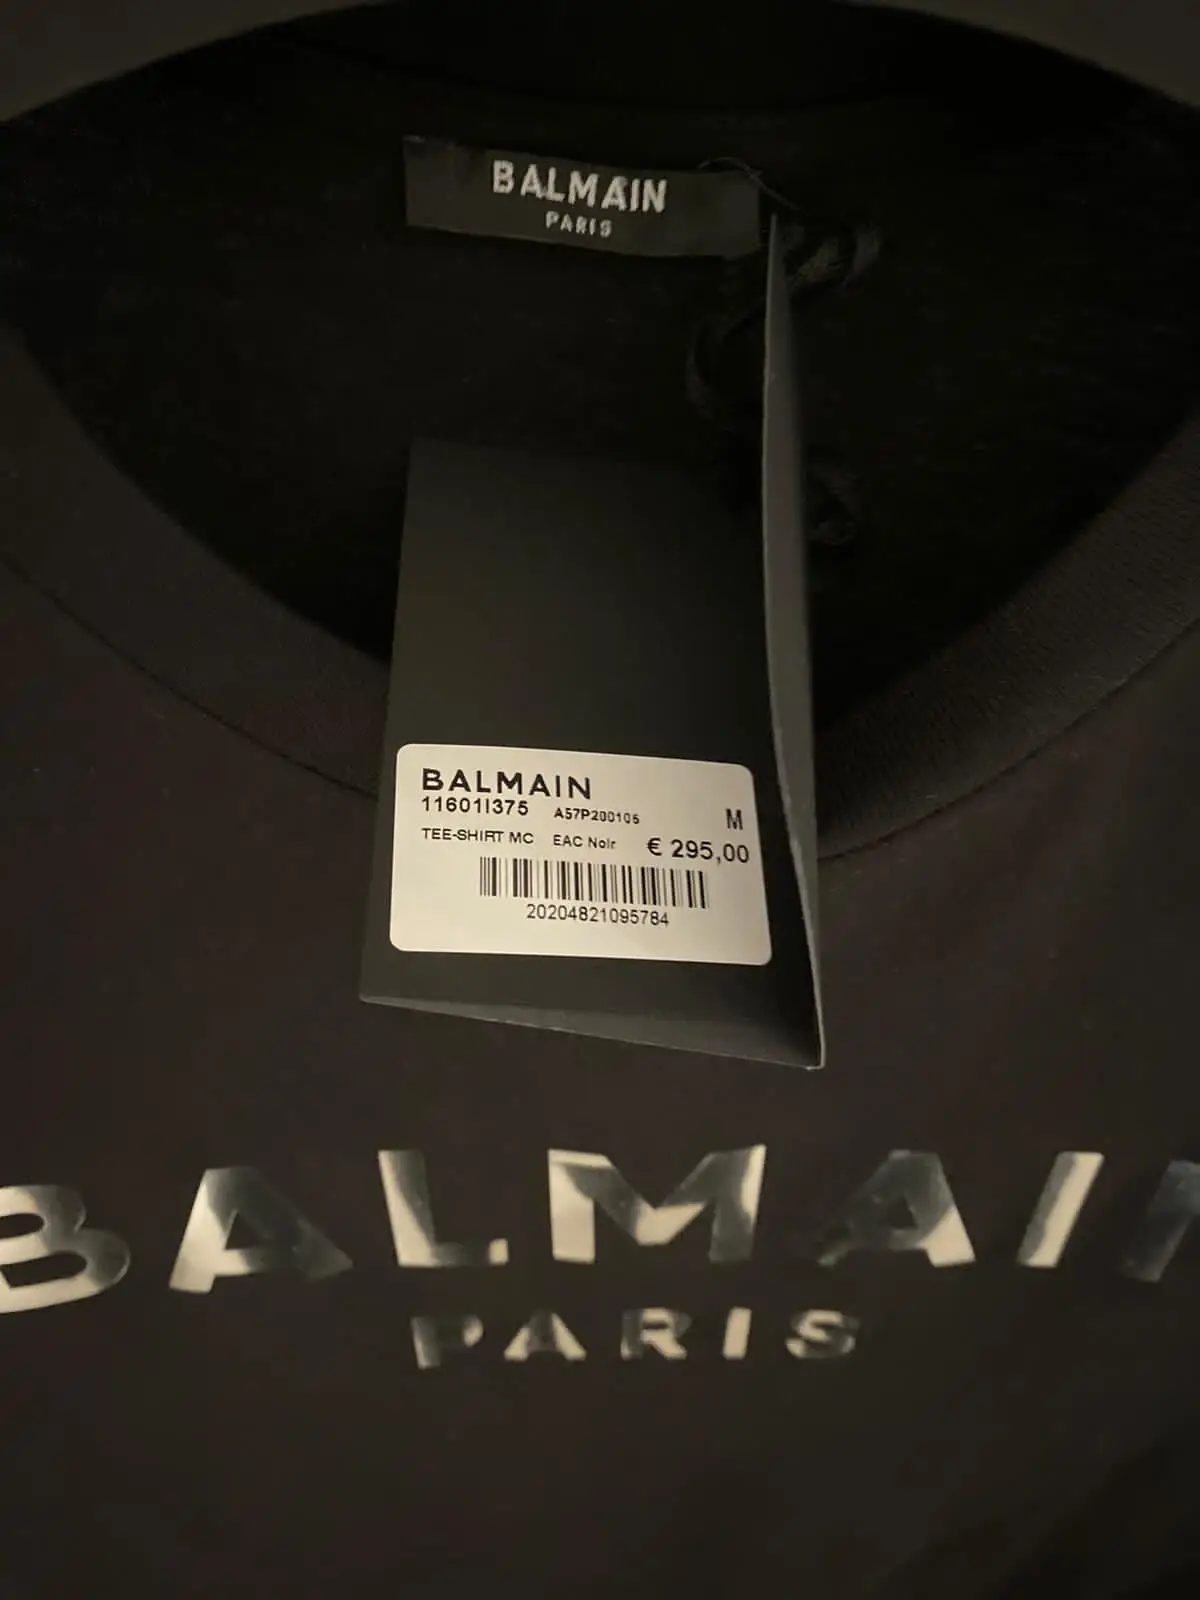 BALMAIN
PARIS
BALMAIN
11601I375 A57P200105
M
TEE-SHIRT MC EAC Noir € 295,00
20204821095784
BALMAIN
PARIS